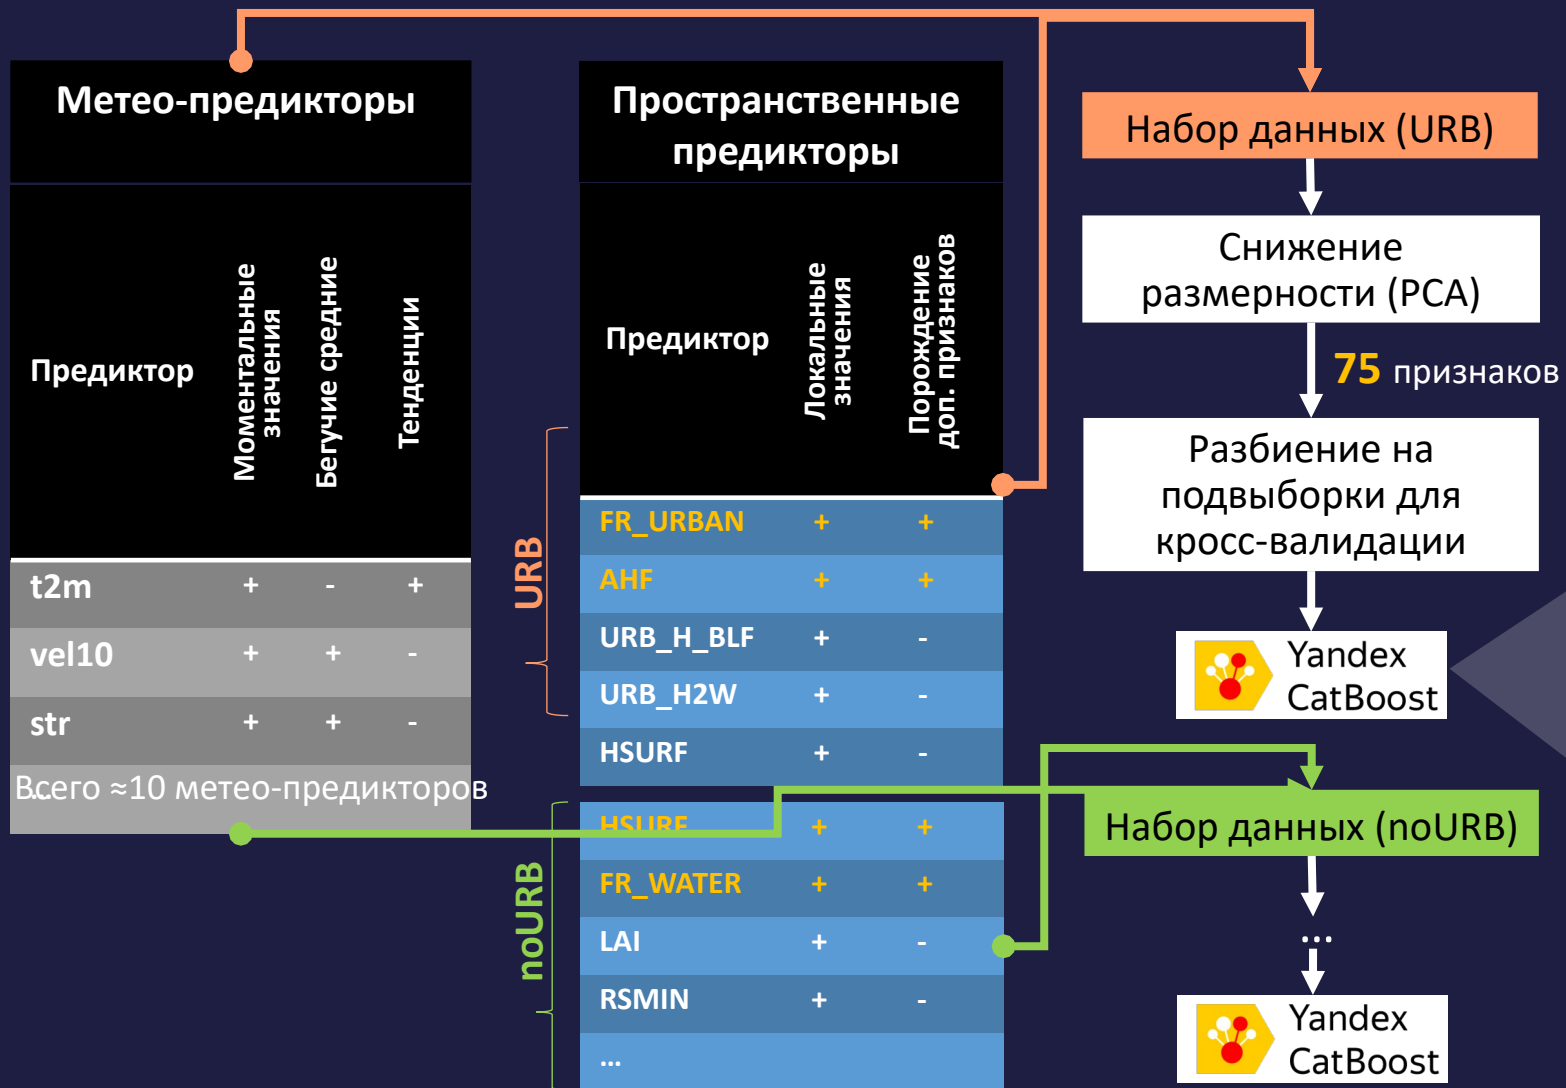 Метео-предикторы
Предиктор
Моментальные
значения
Бегучие средние
Тенденции
t2m + - +
vel10 + + -
str + + -
...
Всего ≈10 метео-предикторов
Пространственные
предикторы
Предиктор
Локальные
значения
Порождение
доп. признаков
URB
FR_URBAN + +
AHF + +
URB_H_BLF + -
URB_H2W + -
HSURF + -
noURB
HSURF + +
FR_WATER + +
LAI + -
RSMIN + -
...
Набор данных (URB)
Снижение
размерности (PCA)
75 признаков
Разбиение на
подвыборки для
кросс-валидации
Yandex
CatBoost
Набор данных (noURB)
...
Yandex
CatBoost